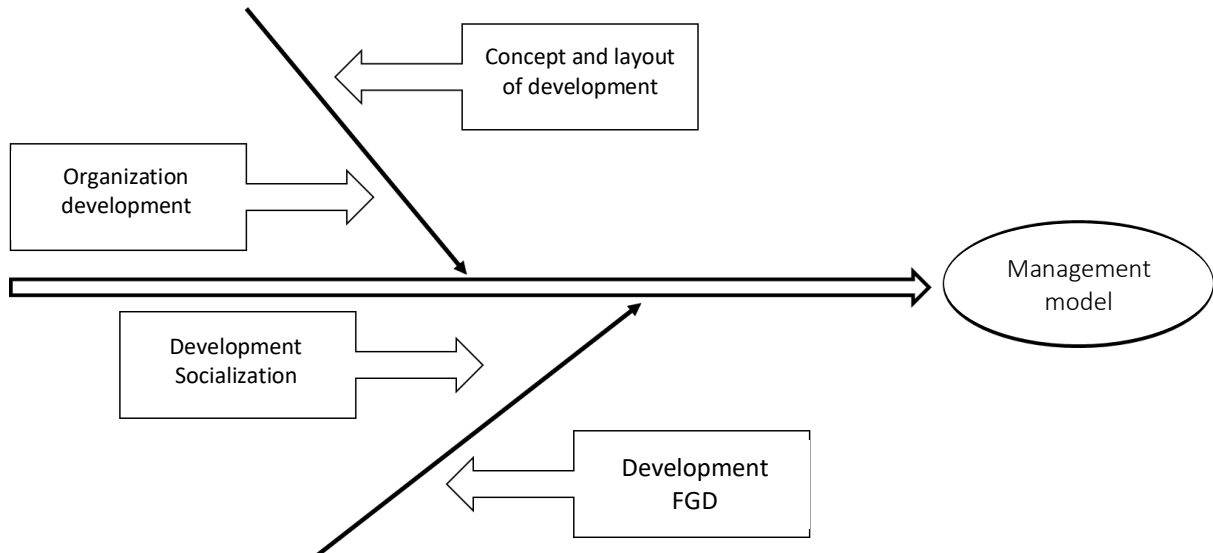 Concept and layout
of development
Organization
development
Management
model
Development
Socialization
Development
FGD